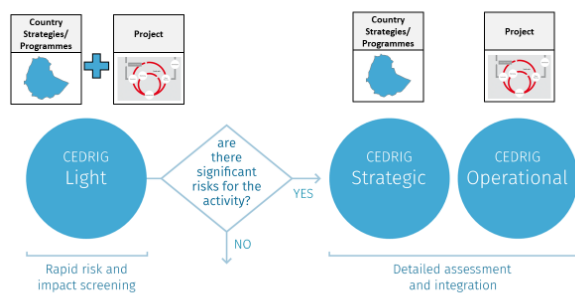 Country
Strategies/
Programmes
Project
Country
Strategies/
Programmes
Project
CEDRIG
Light
are
there
significant
risks for the
activity?
YES
NO
CEDRIG
Strategic
CEDRIG
Operational
Rapid risk and
impact screening
Detailed assessment
and integration